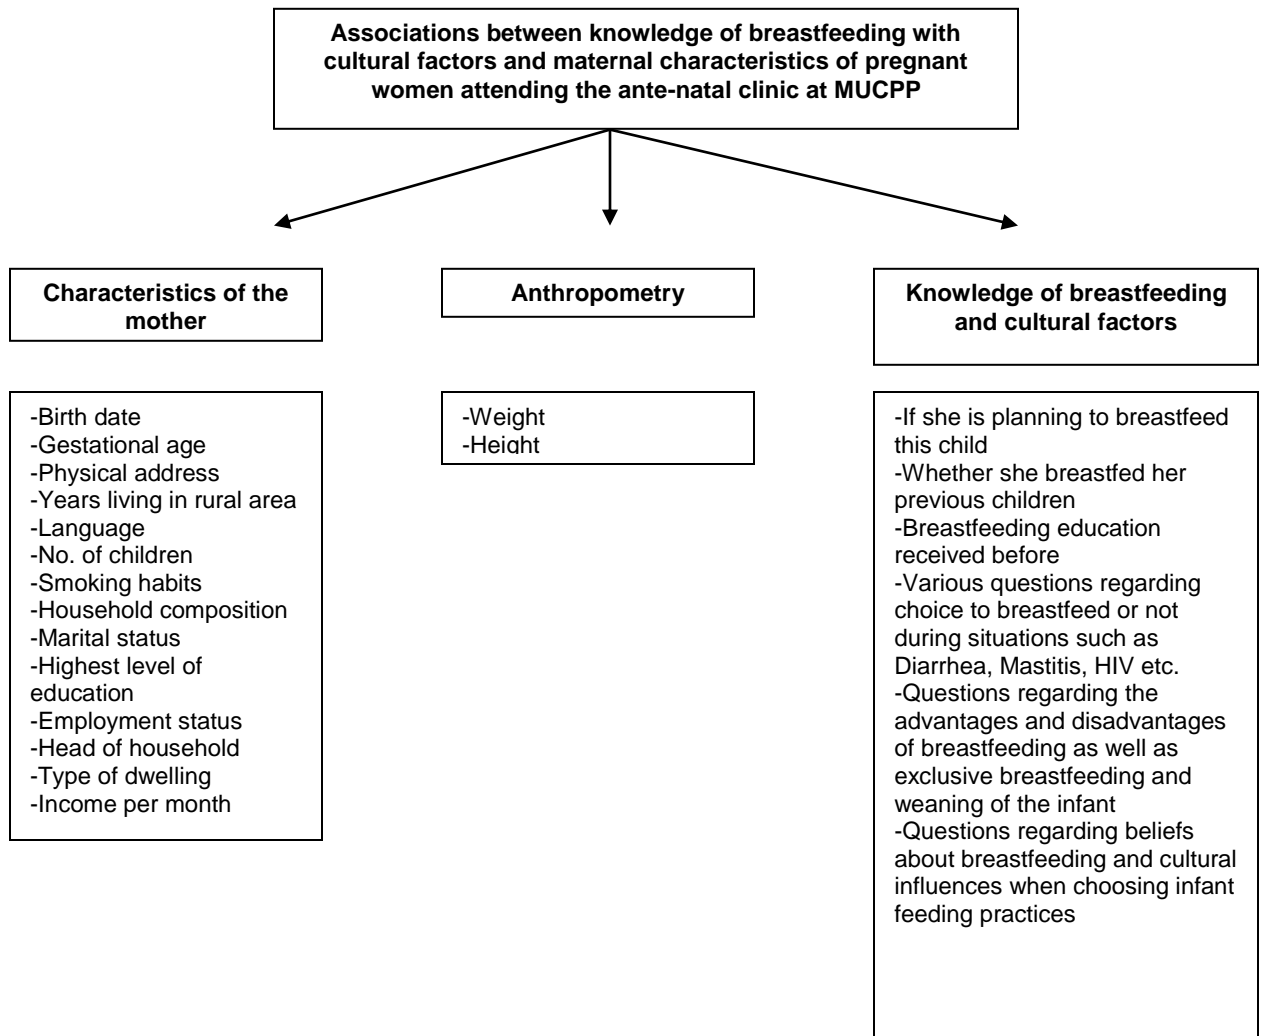 Associations between knowledge of breastfeeding with
cultural factors and maternal characteristics of pregnant
women attending the ante-natal clinic at MUCPP
Characteristics of the
mother
-Birth date
-Gestational age
-Physical address
-Years living in rural area
-Language
-No. of children
-Smoking habits
-Household composition
-Marital status
-Highest level of
education
-Employment status
-Head of household
-Type of dwelling
-Income per month
Anthropometry
-Weight
-Height
Knowledge of breastfeeding
and cultural factors
-If she is planning to breastfeed
this child
-Whether she breastfed her
previous children
-Breastfeeding education
received before
-Various questions regarding
choice to breastfeed or not
during situations such as
Diarrhea, Mastitis, HIV etc.
-Questions regarding the
advantages and disadvantages
of breastfeeding as well as
exclusive breastfeeding and
weaning of the infant
-Questions regarding beliefs
about breastfeeding and cultural
influences when choosing infant
feeding practices